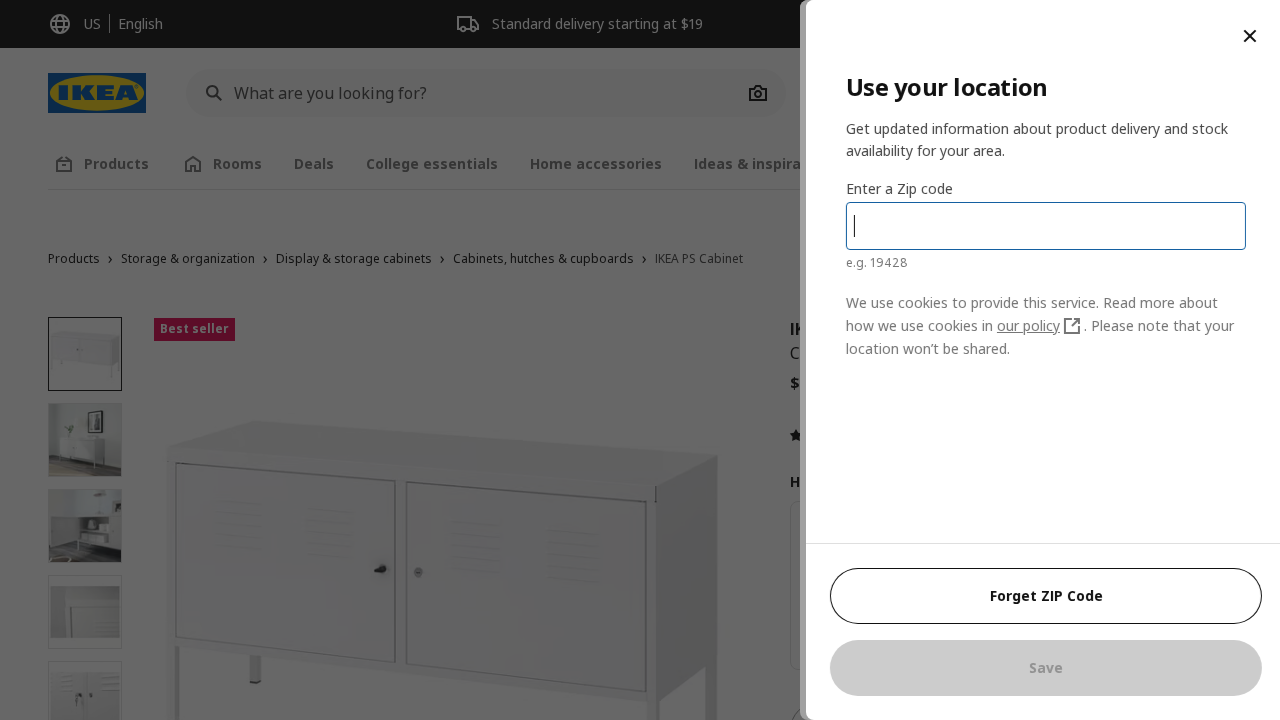 US
English
Standard delivery starting at $19
IKEA
What are you looking for?
Products
Rooms
Deals
College essentials
Home accessories
Ideas & inspira
Products › Storage & organization › Display & storage cabinets › Cabinets, hutches & cupboards › IKEA PS Cabinet
Best seller
Use your location
Get updated information about product delivery and stock
availability for your area.
Enter a Zip code
e.g. 19428
We use cookies to provide this service. Read more about
how we use cookies in our policy . Please note that your
location won’t be shared.
Forget ZIP Code
Save